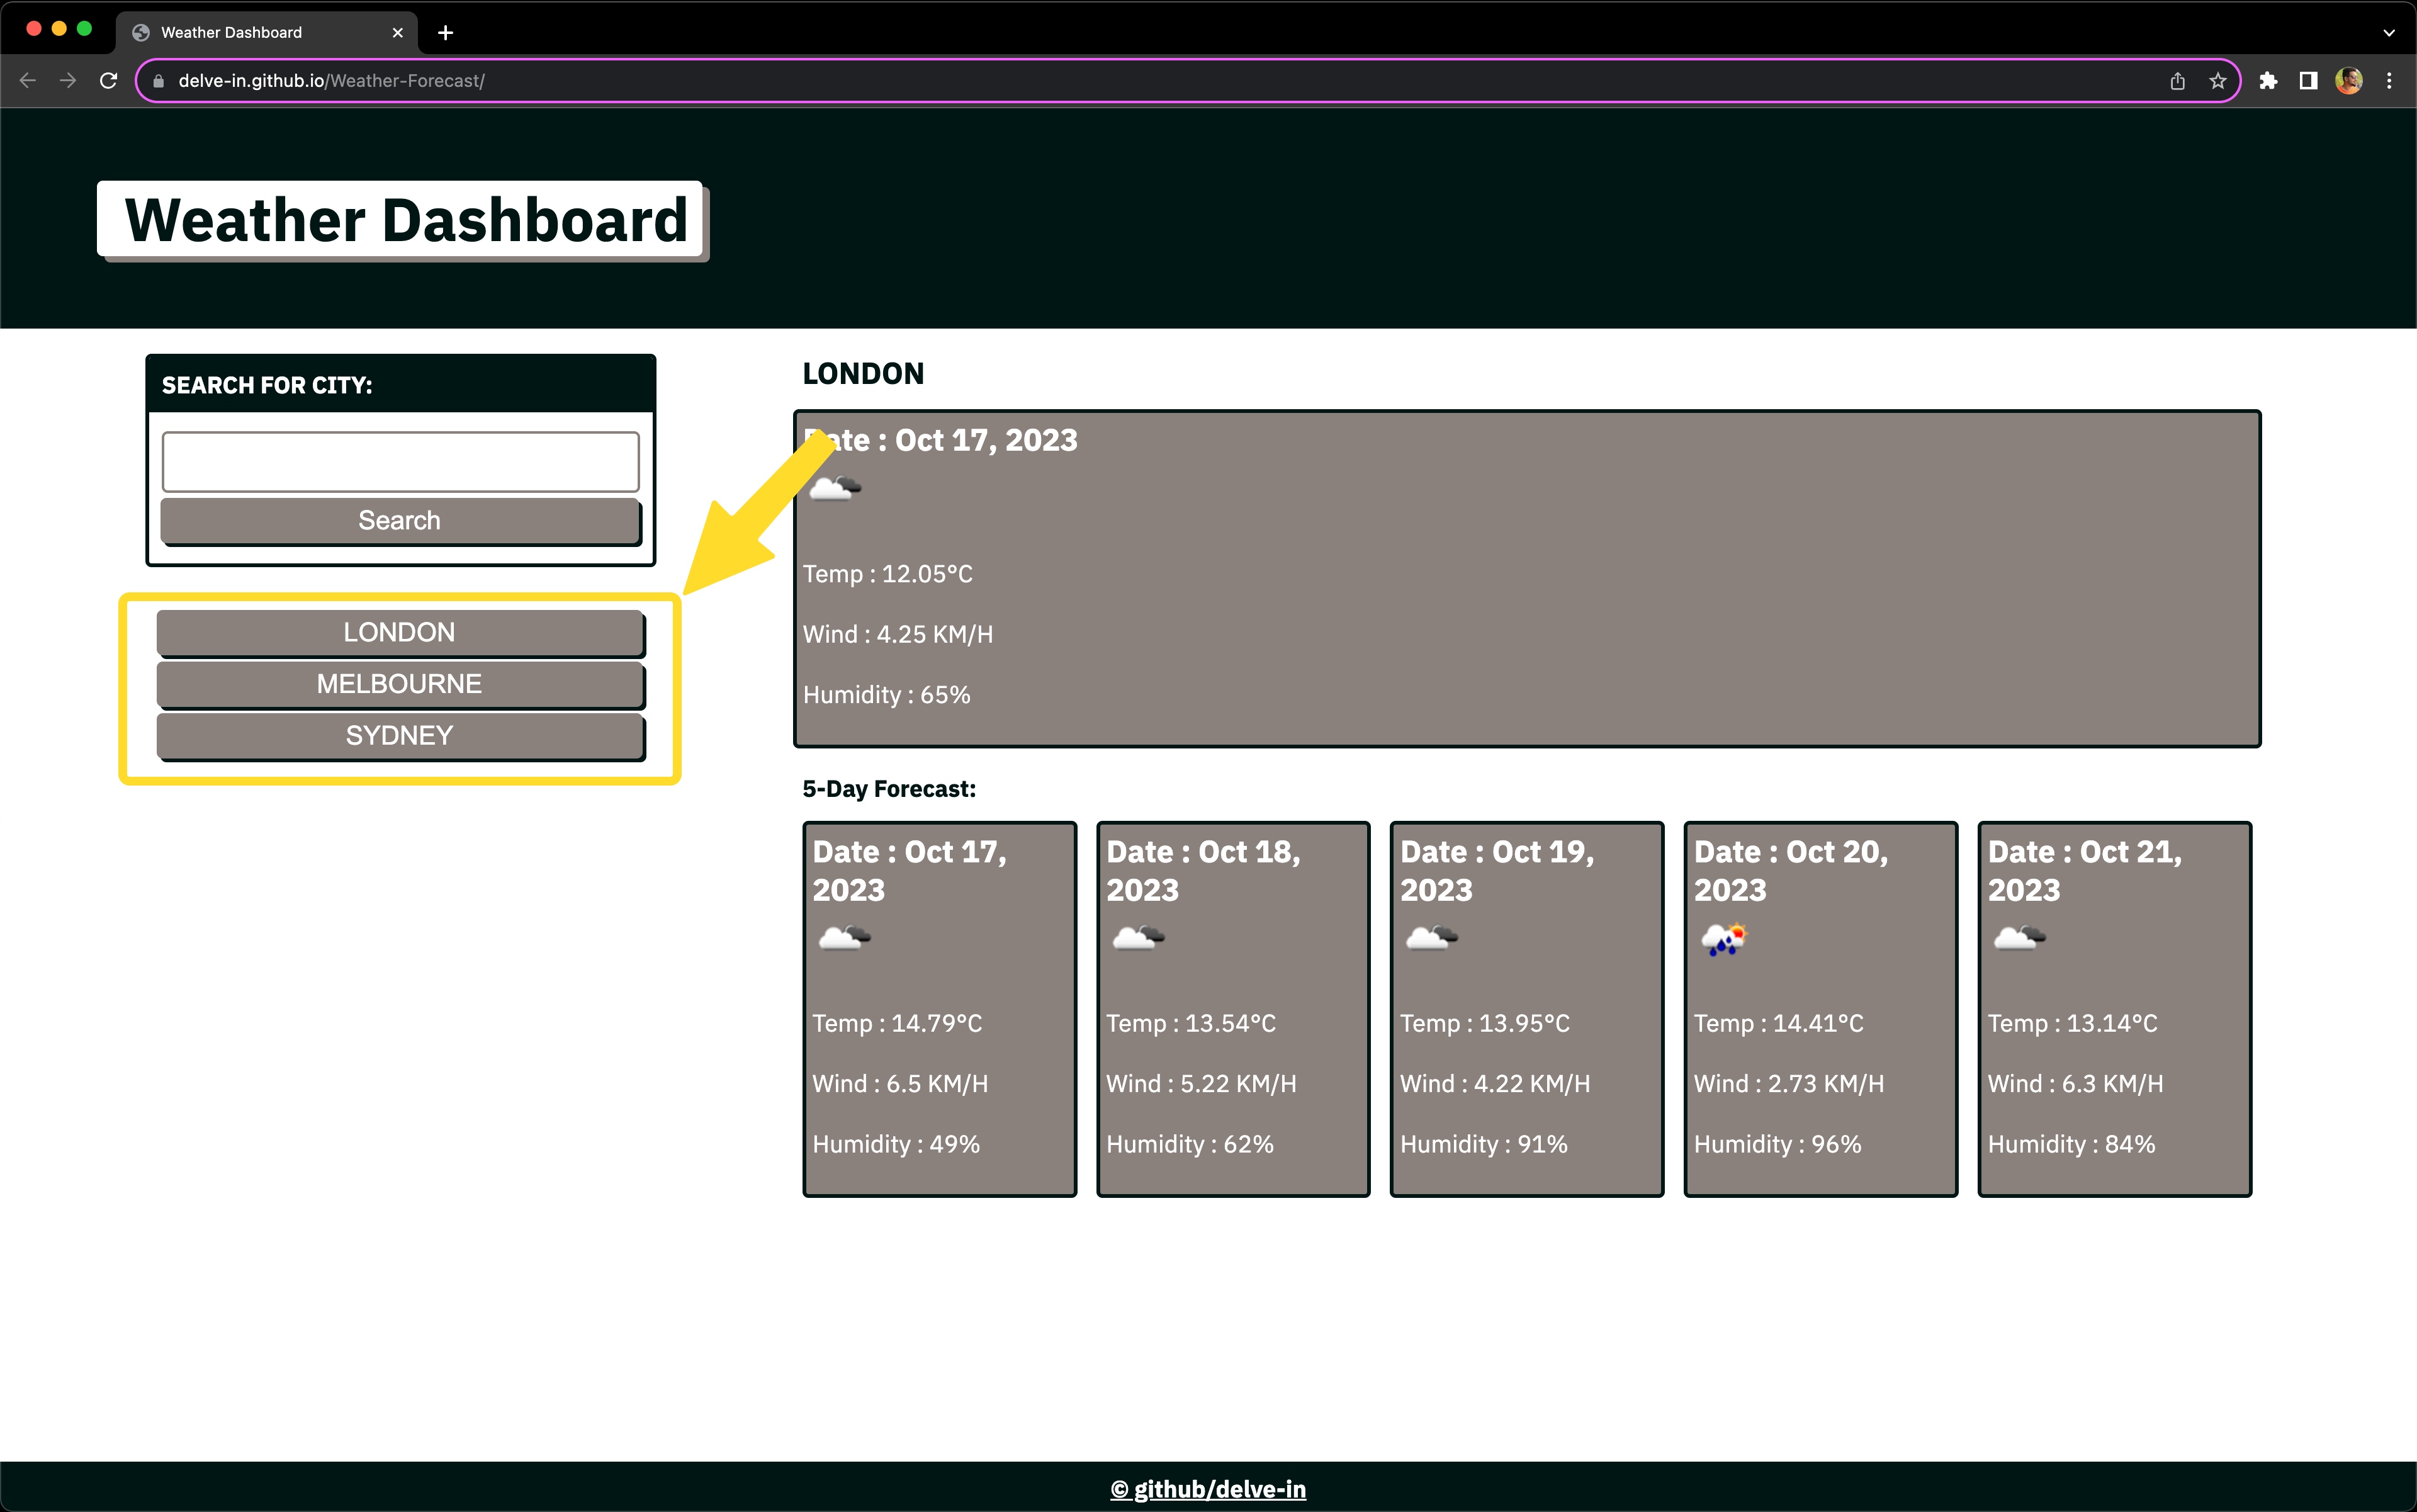 Weather Dashboard
delve-in.github.io/Weather-Forecast/
Weather Dashboard
SEARCH FOR CITY:
Search
LONDON
MELBOURNE
SYDNEY
LONDON
Date : Oct 17, 2023
Temp : 12.05°C
Wind : 4.25 KM/H
Humidity : 65%
5-Day Forecast:
Date : Oct 17,
2023
Temp : 14.79°C
Wind : 6.5 KM/H
Humidity : 49%
Date : Oct 18,
2023
Temp : 13.54°C
Wind : 5.22 KM/H
Humidity : 62%
Date : Oct 19,
2023
Temp : 13.95°C
Wind : 4.22 KM/H
Humidity : 91%
Date : Oct 20,
2023
Temp : 14.41°C
Wind : 2.73 KM/H
Humidity : 96%
Date : Oct 21,
2023
Temp : 13.14°C
Wind : 6.3 KM/H
Humidity : 84%
© github/delve-in